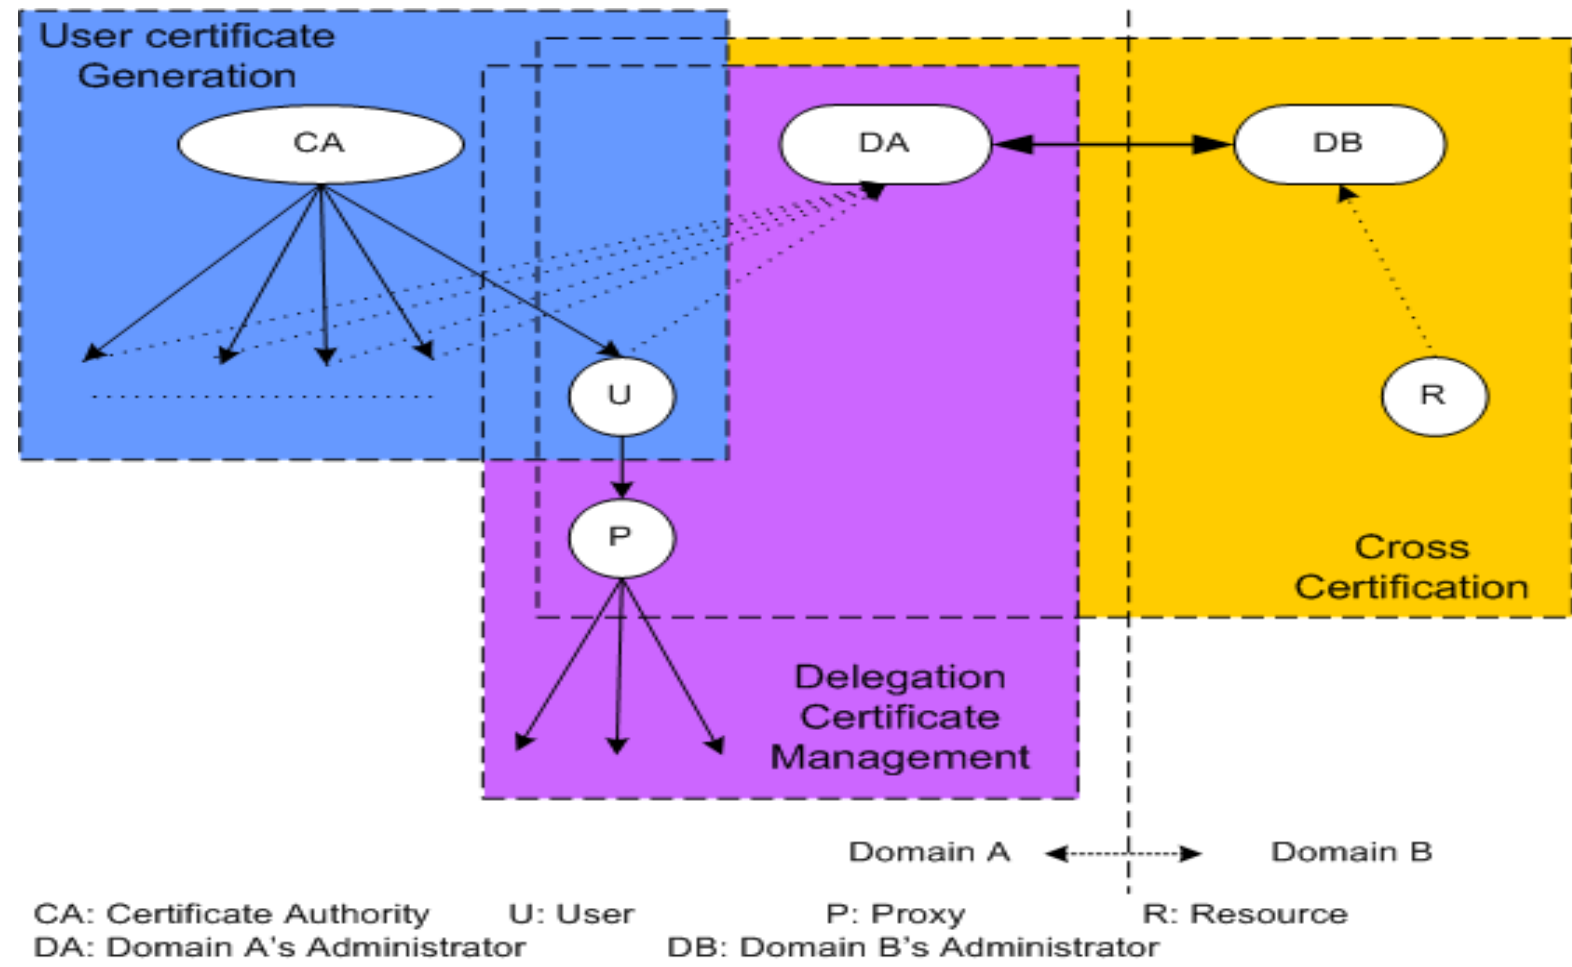 User certificate
Generation
CA
DA
DB
U
R
P
Cross
Certification
Delegation
Certificate
Management
Domain A
Domain B
CA: Certificate Authority U: User P: Proxy R: Resource
DA: Domain A's Administrator DB: Domain B's Administrator